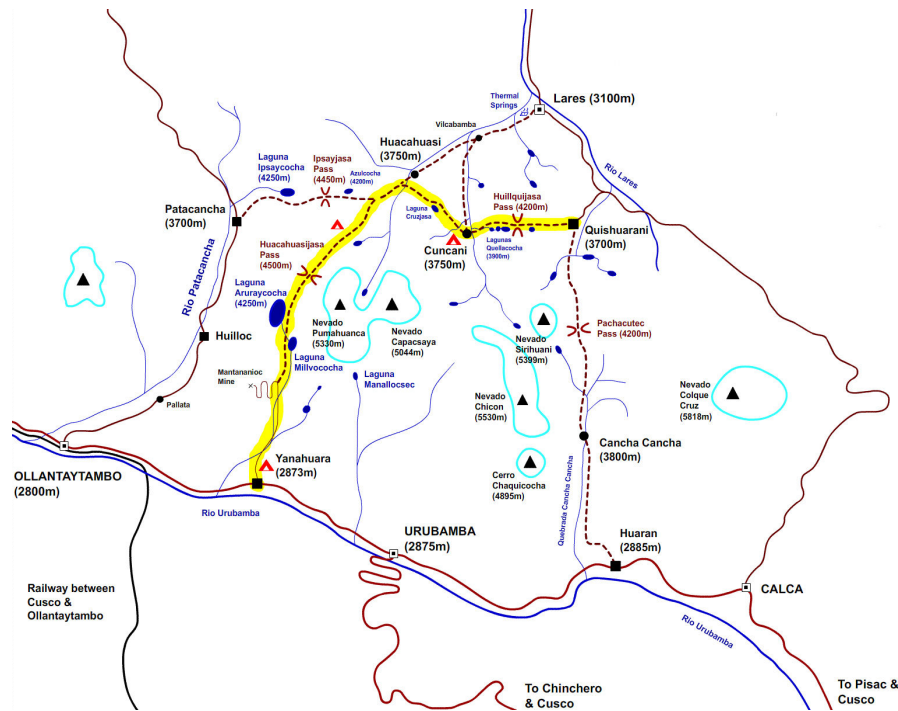 Thermal
Springs
Lares (3100m)
Vilcabamba
Huacahuasi
(3750m)
Rio Lares
Laguna
Ipsaycocha
(4250m)
Ipsayjasa
Pass
(4450m)
Azulcocha
(4200m)
Patacancha
(3700m)
Laguna
Cruzjasa
Hillquijasa
Pass (4200m)
Quishuarani
(3700m)
Cuncani
(3750m)
Lagunas
Quellacocha
(3900m)
Huacahuasijasa
Pass
(4500m)
Rio Patacancha
Laguna
Aruraycocha
(4250m)
Nevado
Pumahuanca
(5330m)
Nevado
Capacsaya
(5044m)
Nevado
Sirihuani
(5399m)
Pachacutec
Pass (4200m)
Huilloc
Laguna
Millvococha
Mantananioc
Mine
Laguna
Manallocsec
Nevado
Chicon
(5530m)
Nevado
Colque
Cruz
(5818m)
Pallata
Cancha Cancha
(3800m)
OLLANTAYTAMBO
(2800m)
Yanahuara
(2873m)
Cerro
Chaquicocha
(4895m)
Quebrada Cancha Cancha
Rio Urubamba
URUBAMBA
(2875m)
Huaran
(2885m)
CALCA
Railway between
Cusco &
Ollantaytambo
Rio Urubamba
To Chinchero
& Cusco
To Pisac &
Cusco